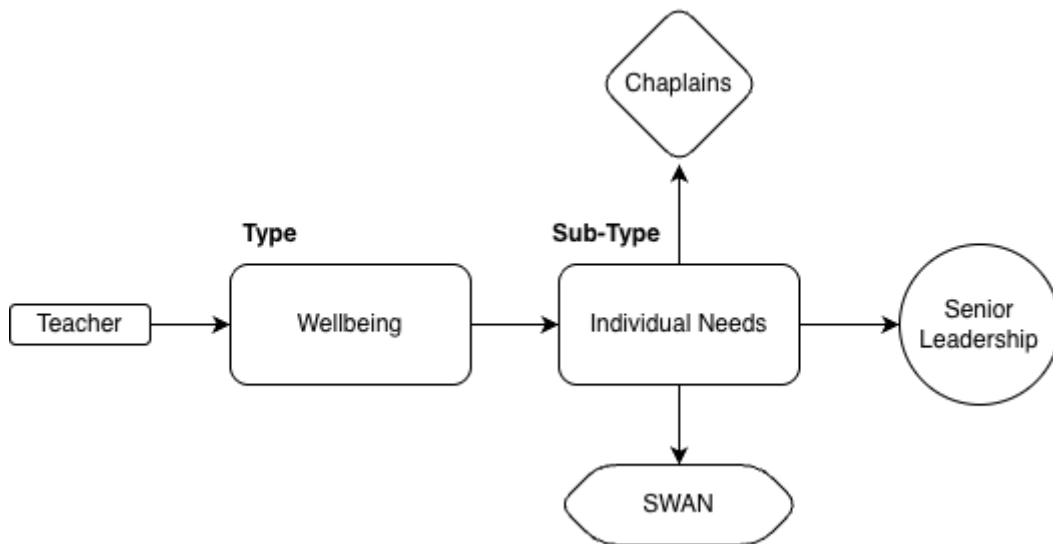 Chaplains
Type
Sub-Type
Teacher
Wellbeing
Individual Needs
Senior
Leadership
SWAN